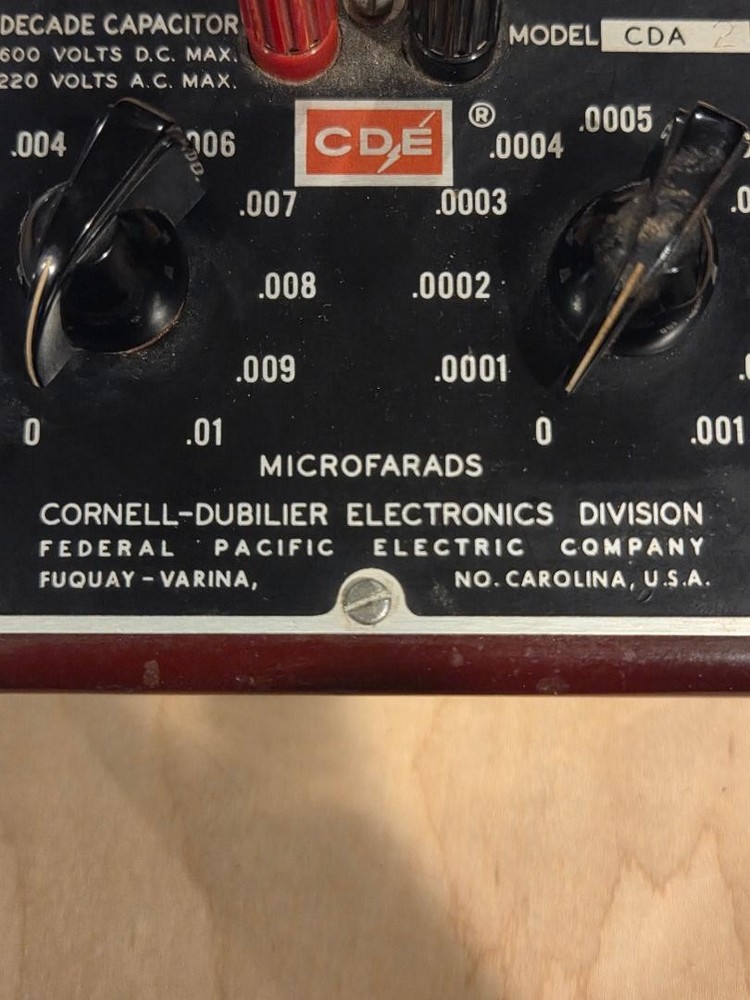 DECADE CAPACITOR
600 VOLTS D.C. MAX.
220 VOLTS A.C. MAX.
MODEL CDA 2
CDE ®
.004
.007
.008
.009
0
.01
.0005
.0004
.0003
.0002
.0001
0
.001
MICROFARADS
CORNELL-DUBILIER ELECTRONICS DIVISION
FEDERAL PACIFIC ELECTRIC COMPANY
FUQUAY-VARINA, NO. CAROLINA, U.S.A.